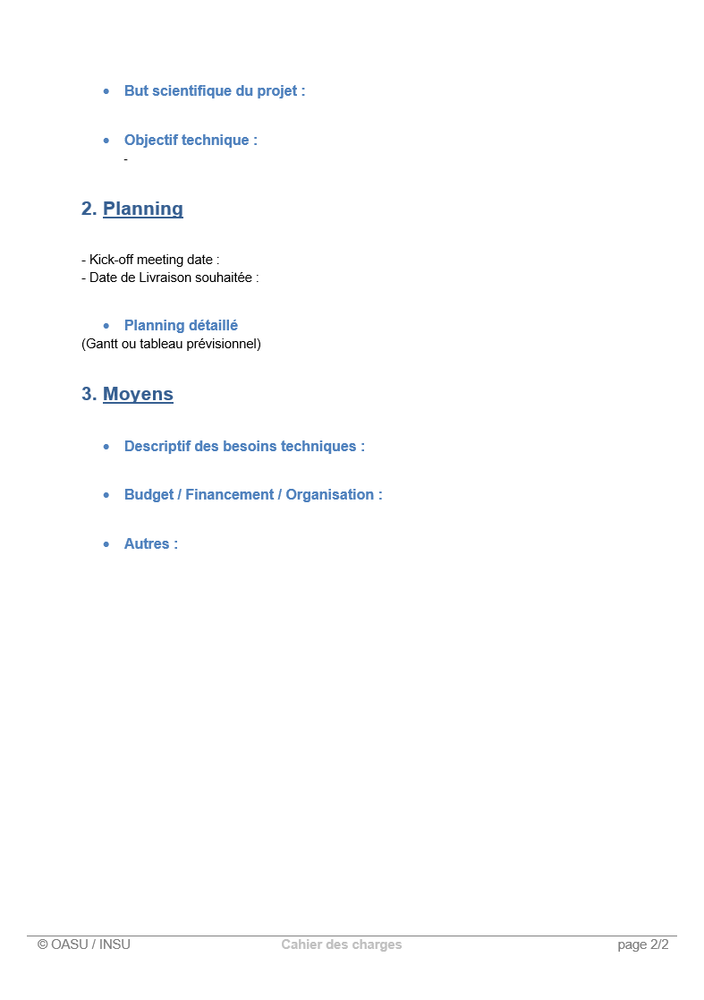 • But scientifique du projet :
• Objectif technique :
-
2. Planning
- Kick-off meeting date :
- Date de Livraison souhaitée :
• Planning détaillé
(Gantt ou tableau prévisionnel)
3. Moyens
• Descriptif des besoins techniques :
• Budget / Financement / Organisation :
• Autres :
© OASU / INSU Cahier des charges page 2/2